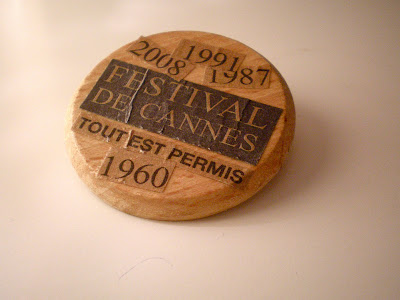 1991
2008 1987
FESTIVAL
DE CANNES
TOUT EST PERMIS
1960